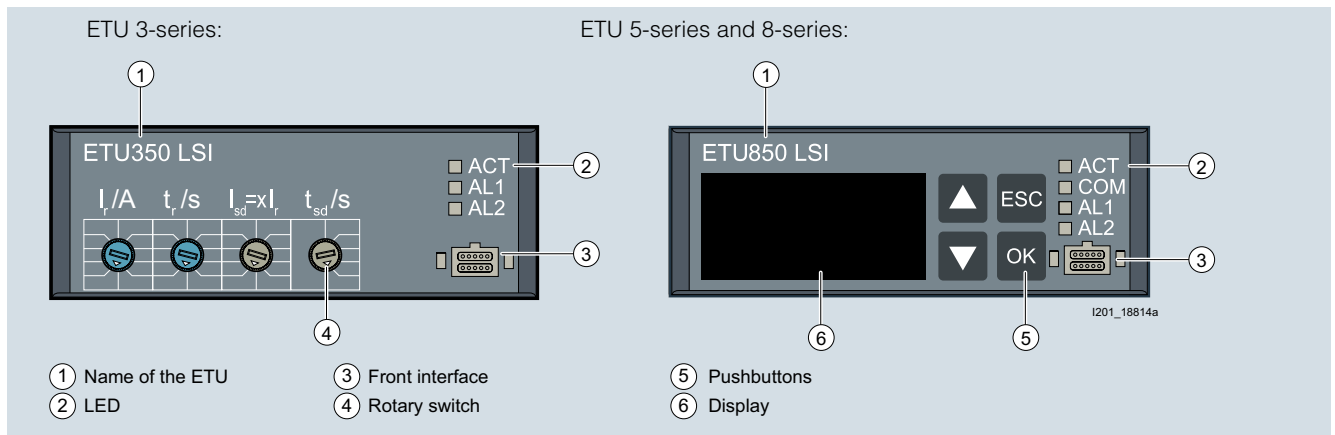 ETU 3-series:
ETU 5-series and 8-series:
1
1
ETU350 LSI
ACT
2
AL1
AL2
Ir/A tr/s Isd=xIr tsd/s
3
4
ETU850 LSI
ESC
OK
ACT
2
COM
AL1
AL2
3
I201_18814a
6
5
1 Name of the ETU
2 LED
3 Front interface
4 Rotary switch
5 Pushbuttons
6 Display